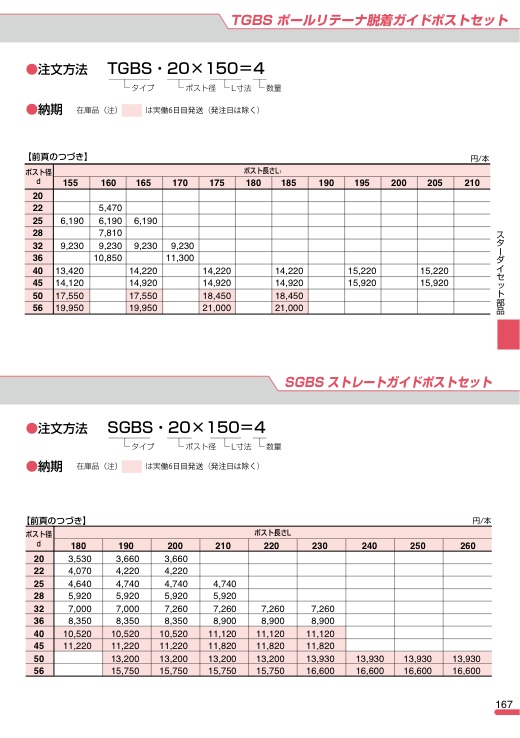 TGBS ポールリテーナ脱着ガイドポストセット
●注文方法 TGBS・20×150＝4
タイプ ポスト径 L寸法 数量
●納期 在庫品（注） は実働6日目発送（発注日は除く）
【前頁のつづき】 円/本
ポスト径 d ポスト長さL₁
155 160 165 170 175 180 185 190 195 200 205 210
20
22 5,470
25 6,190 6,190 6,190
28 7,810
32 9,230 9,230 9,230 9,230
36 10,850 11,300
40 13,420 14,220 14,220 14,220 15,220 15,220
45 14,120 14,920 14,920 14,920 15,920 15,920
50 17,550 17,550 18,450 18,450
56 19,950 19,950 21,000 21,000
スターダイセット部品
SGBS ストレートガイドポストセット
●注文方法 SGBS・20×150＝4
タイプ ポスト径 L寸法 数量
●納期 在庫品（注） は実働6日目発送（発注日は除く）
【前頁のつづき】 円/本
ポスト径 d ポスト長さL
180 190 200 210 220 230 240 250 260
20 3,530 3,660 3,660
22 4,070 4,220 4,220
25 4,640 4,740 4,740 4,740
28 5,920 5,920 5,920 5,920
32 7,000 7,000 7,260 7,260 7,260 7,260
36 8,350 8,350 8,350 8,900 8,900 8,900
40 10,520 10,520 10,520 11,120 11,120 11,120
45 11,220 11,220 11,220 11,820 11,820 11,820
50 13,200 13,200 13,200 13,200 13,930 13,930 13,930 13,930
56 15,750 15,750 15,750 15,750 16,600 16,600 16,600 16,600
167